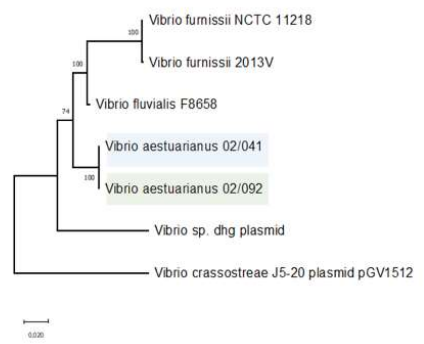 Vibrio furnissii NCTC 11218
100
Vibrio furnissii 2013V
100
Vibrio fluvialis F8658
74
Vibrio aestuarianus 02/041
100
Vibrio aestuarianus 02/092
Vibrio sp. dhg plasmid
Vibrio crassostreae J5-20 plasmid pGV1512
0.020